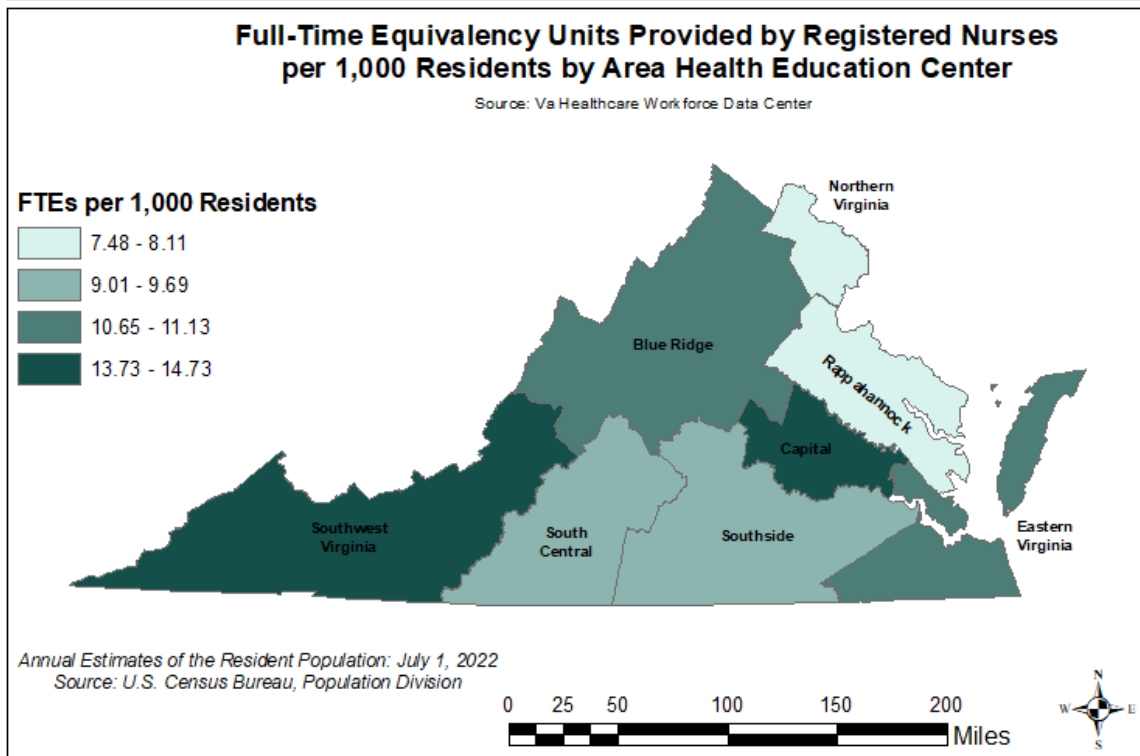 Full-Time Equivalency Units Provided by Registered Nurses
per 1,000 Residents by Area Health Education Center
Source: Va Healthcare Workforce Data Center
FTEs per 1,000 Residents
7.48 - 8.11
9.01 - 9.69
10.65 - 11.13
13.73 - 14.73
Northern
Virginia
Blue Ridge
Rappahannock
Capital
Southwest
Virginia
South
Central
Southside
Eastern
Virginia
Annual Estimates of the Resident Population: July 1, 2022
Source: U.S. Census Bureau, Population Division
0 25 50 100 150 200
Miles
N
W E
S